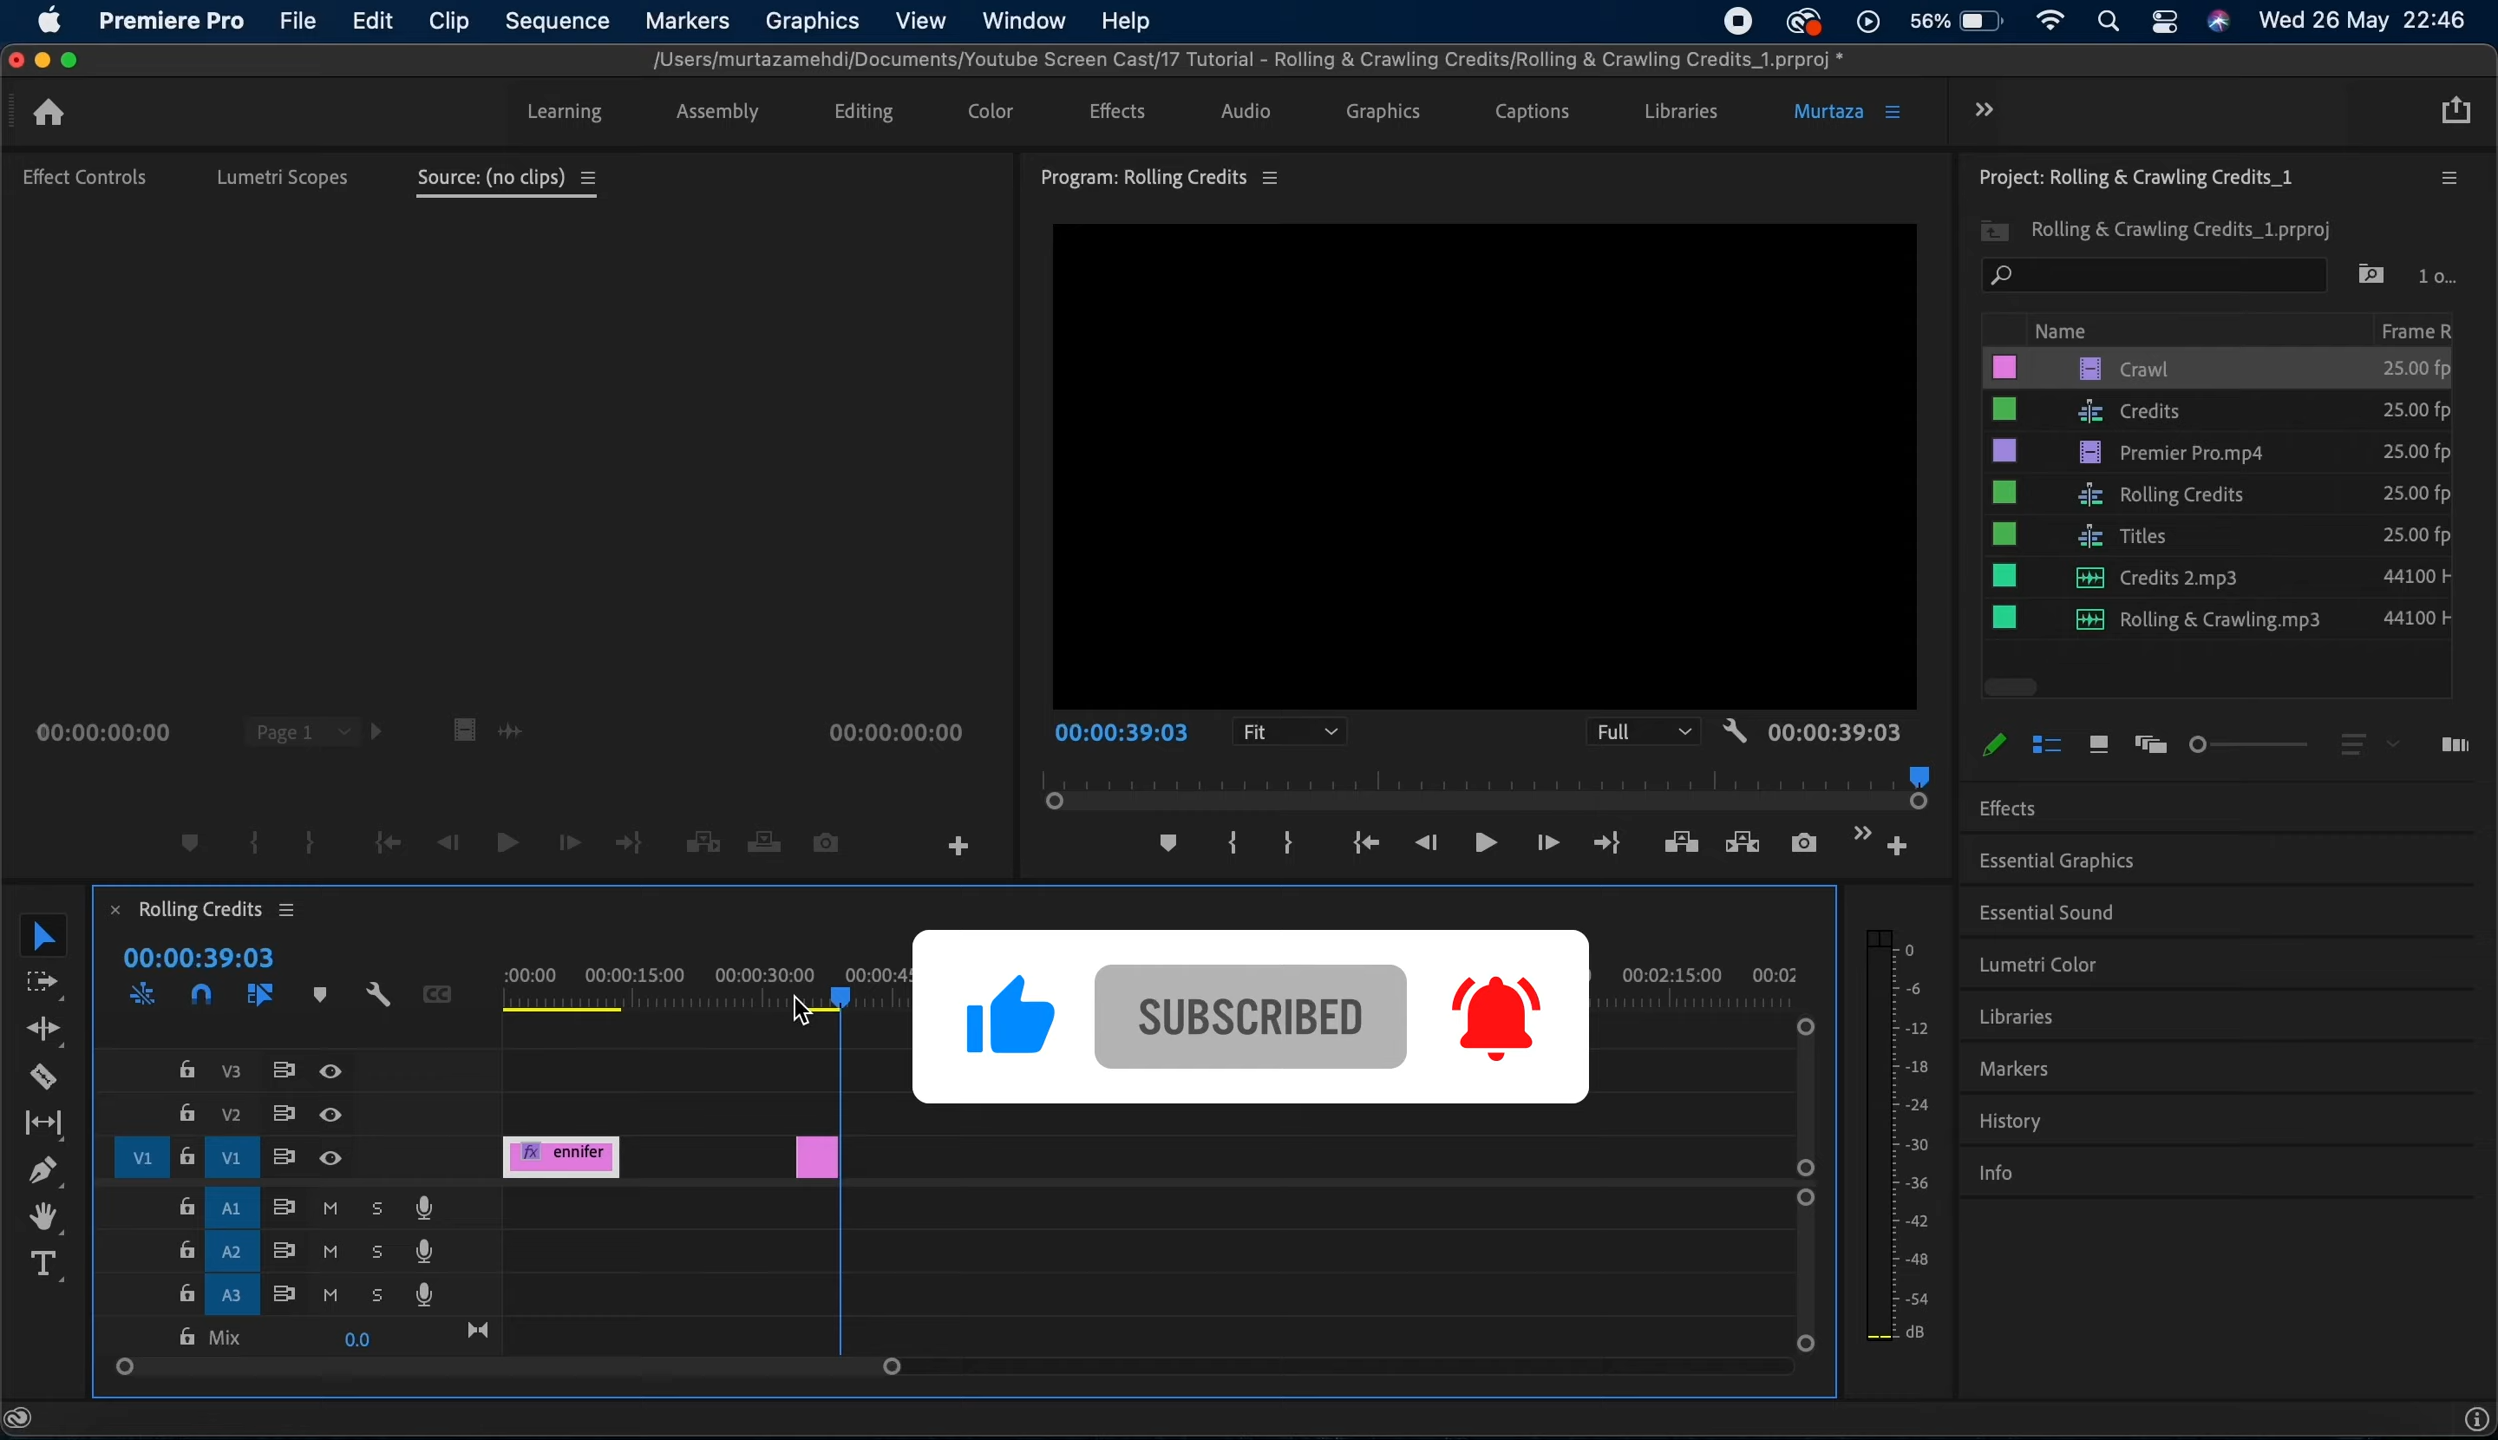 Premiere Pro File Edit Clip Sequence Markers Graphics View Window Help 56% Wed 26 May 22:46
/Users/murtazamehdi/Documents/Youtube Screen Cast/17 Tutorial - Rolling & Crawling Credits/Rolling & Crawling Credits_1.prproj *
Learning Assembly Editing Color Effects Audio Graphics Captions Libraries Murtaza
Effect Controls Lumetri Scopes Source: (no clips)
Program: Rolling Credits
Project: Rolling & Crawling Credits_1
Rolling & Crawling Credits_1.prproj
1 o...
Name Frame R
Crawl 25.00 fp
Credits 25.00 fp
Premier Pro.mp4 25.00 fp
Rolling Credits 25.00 fp
Titles 25.00 fp
Credits 2.mp3 44100 H
Rolling & Crawling.mp3 44100 H
00:00:00:00 Page 1 00:00:00:00
00:00:39:03 Fit Full 00:00:39:03
Effects
Essential Graphics
Essential Sound
Lumetri Color
Libraries
Markers
History
Info
× Rolling Credits
00:00:39:03
:00:00 00:00:15:00 00:00:30:00 00:00:45 00:02:15:00 00:02
CC
SUBSCRIBED
V3
V2
V1 V1 fx ennifer
A1 M S
A2 M S
A3 M S
Mix 0.0
0
-6
-12
-18
-24
-30
-36
-42
-48
-54
dB